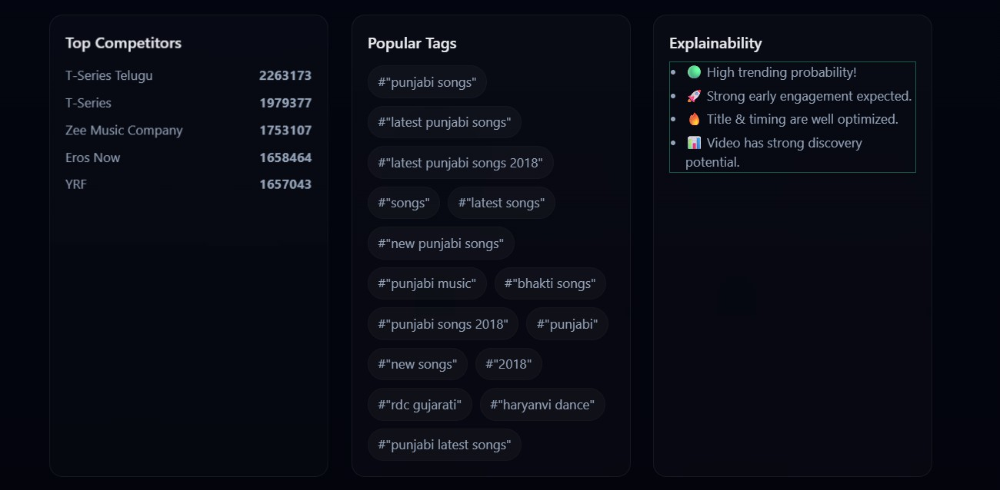 Top Competitors
T-Series Telugu 2263173
T-Series 1979377
Zee Music Company 1753107
Eros Now 1658464
YRF 1657043
Popular Tags
#"punjabi songs"
#"latest punjabi songs"
#"latest punjabi songs 2018"
#"songs" #"latest songs"
#"new punjabi songs"
#"punjabi music" #"bhakti songs"
#"punjabi songs 2018" #"punjabi"
#"new songs" #"2018"
#"rdc gujarati" #"haryanvi dance"
#"punjabi latest songs"
Explainability
• 🟢 High trending probability!
• 🚀 Strong early engagement expected.
• 🔥 Title & timing are well optimized.
• 📊 Video has strong discovery
potential.